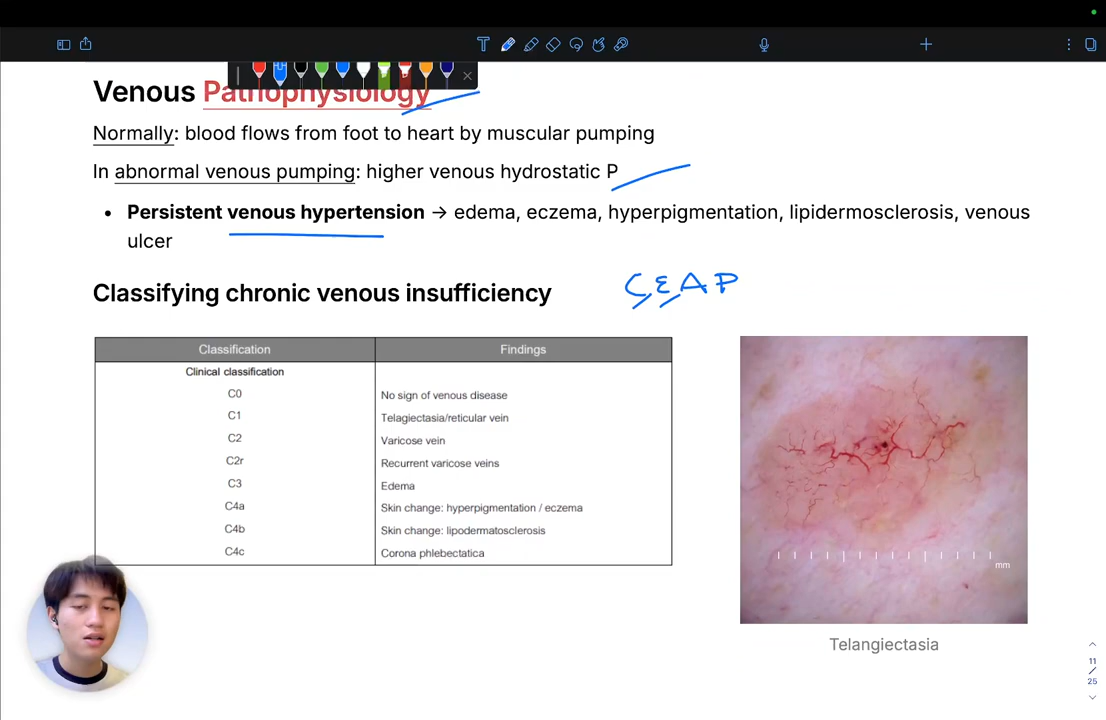 Venous Pathophysiology
Normally: blood flows from foot to heart by muscular pumping
In abnormal venous pumping: higher venous hydrostatic P
• Persistent venous hypertension → edema, eczema, hyperpigmentation, lipidermosclerosis, venous
ulcer
Classifying chronic venous insufficiency
CEAP
Classification Findings
Clinical classification
C0 No sign of venous disease
C1 Telagiectasia/reticular vein
C2 Varicose vein
C2r Recurrent varicose veins
C3 Edema
C4a Skin change: hyperpigmentation / eczema
C4b Skin change: lipodermatosclerosis
C4c Corona phlebectatica
mm
Telangiectasia
11
/
25